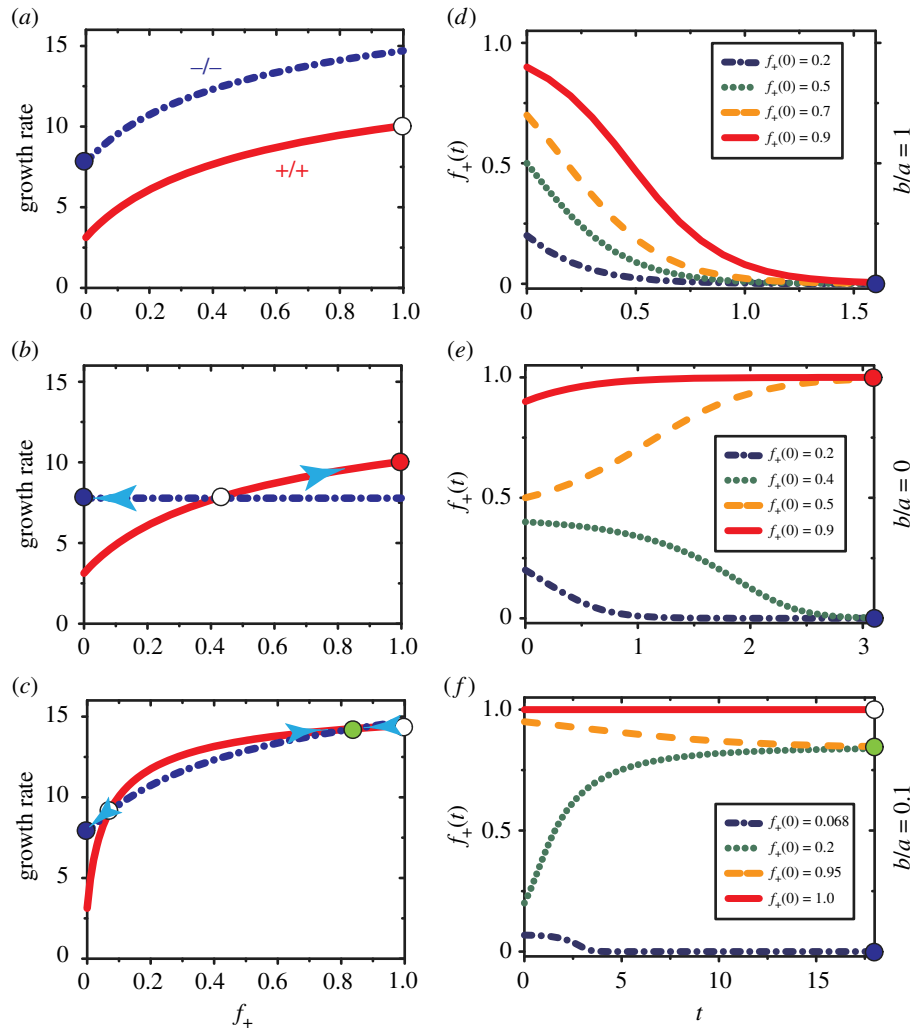 (a)
15
10
5
0
growth rate
–/–
+/+
0
0.2
0.4
0.6
0.8
1.0
(d)
1.0
0.5
0
f+(t)
f+(0) = 0.2
f+(0) = 0.5
f+(0) = 0.7
f+(0) = 0.9
0
0.5
1.0
1.5
b/a = 1
(b)
15
10
5
0
growth rate
0
0.2
0.4
0.6
0.8
1.0
(e)
1.0
0.5
0
f+(t)
f+(0) = 0.2
f+(0) = 0.4
f+(0) = 0.5
f+(0) = 0.9
0
1
2
3
b/a = 0
(c)
15
10
5
0
growth rate
0
0.2
0.4
0.6
0.8
1.0
f+
(f)
1.0
0.5
0
f+(t)
f+(0) = 0.068
f+(0) = 0.2
f+(0) = 0.95
f+(0) = 1.0
0
5
10
15
t
b/a = 0.1